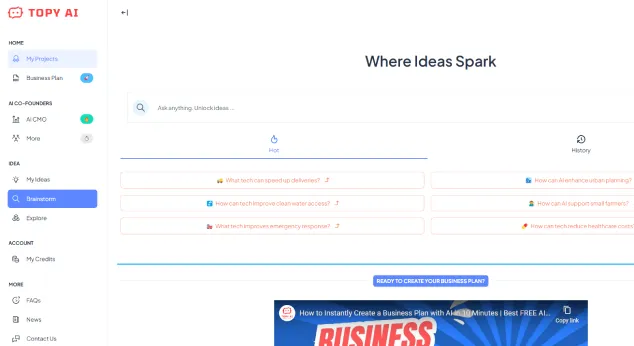 TOPY AI
HOME
My Projects
Business Plan
AI CO-FOUNDERS
AI CMO
More
IDEA
My Ideas
Brainstorm
Explore
ACCOUNT
My Credits
MORE
FAQs
News
Contact Us
Where Ideas Spark
Ask anything. Unlock ideas ...
Hot
History
What tech can speed up deliveries?
How can AI enhance urban planning?
How can tech improve clean water access?
How can AI support small farmers?
What tech improves emergency response?
How can tech reduce healthcare costs?
READY TO CREATE YOUR BUSINESS PLAN?
TOPY AI
How to Instantly Create a Business Plan with AI in 10 Minutes | Best FREE AI...
Copy link
BUSINESS